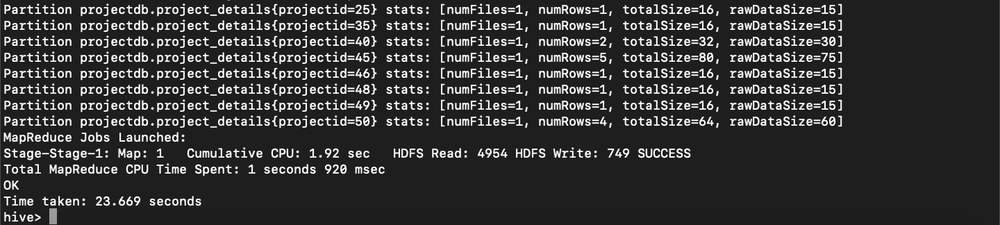 Partition projectdb.project_details{projectid=25} stats: [numFiles=1, numRows=1, totalSize=16, rawDataSize=15]
Partition projectdb.project_details{projectid=35} stats: [numFiles=1, numRows=1, totalSize=16, rawDataSize=15]
Partition projectdb.project_details{projectid=40} stats: [numFiles=1, numRows=2, totalSize=32, rawDataSize=30]
Partition projectdb.project_details{projectid=45} stats: [numFiles=1, numRows=5, totalSize=80, rawDataSize=75]
Partition projectdb.project_details{projectid=46} stats: [numFiles=1, numRows=1, totalSize=16, rawDataSize=15]
Partition projectdb.project_details{projectid=48} stats: [numFiles=1, numRows=1, totalSize=16, rawDataSize=15]
Partition projectdb.project_details{projectid=49} stats: [numFiles=1, numRows=1, totalSize=16, rawDataSize=15]
Partition projectdb.project_details{projectid=50} stats: [numFiles=1, numRows=4, totalSize=64, rawDataSize=60]
MapReduce Jobs Launched:
Stage-Stage-1: Map: 1   Cumulative CPU: 1.92 sec   HDFS Read: 4954 HDFS Write: 749 SUCCESS
Total MapReduce CPU Time Spent: 1 seconds 920 msec
OK
Time taken: 23.669 seconds
hive>